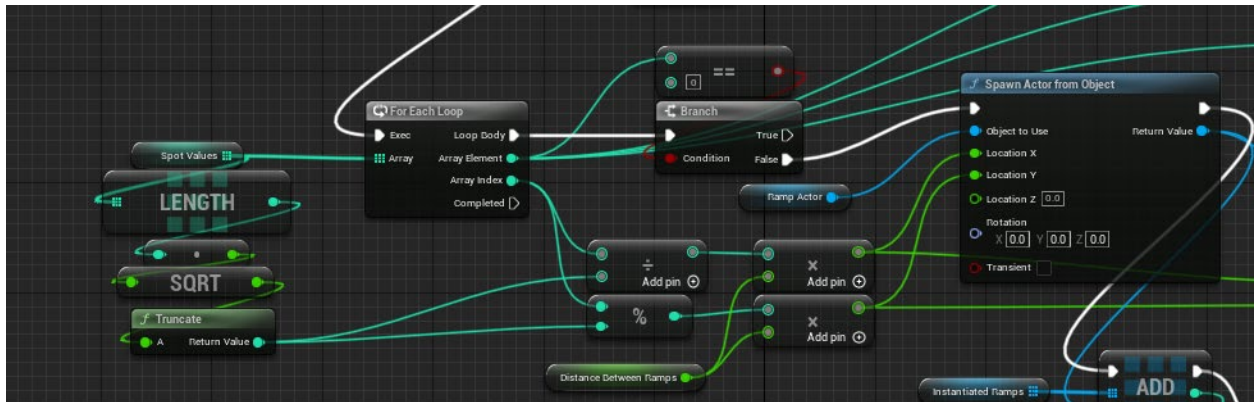 ==
0
f Spawn Actor from Object
For Each Loop
Branch
Exec
Loop Body
True
Object to Use
Return Value
Spot Values
Array
Array Element
Condition
False
Location X
Array Index
Location Y
LENGTH
Completed
Ramp Actor
Location Z 0.0
Rotation
X 0.0 Y 0.0 Z 0.0
÷
×
Transient
SQRT
Add pin
Add pin
f Truncate
%
×
A
Return Value
Add pin
Distance Between Ramps
Instantiated Ramps
ADD